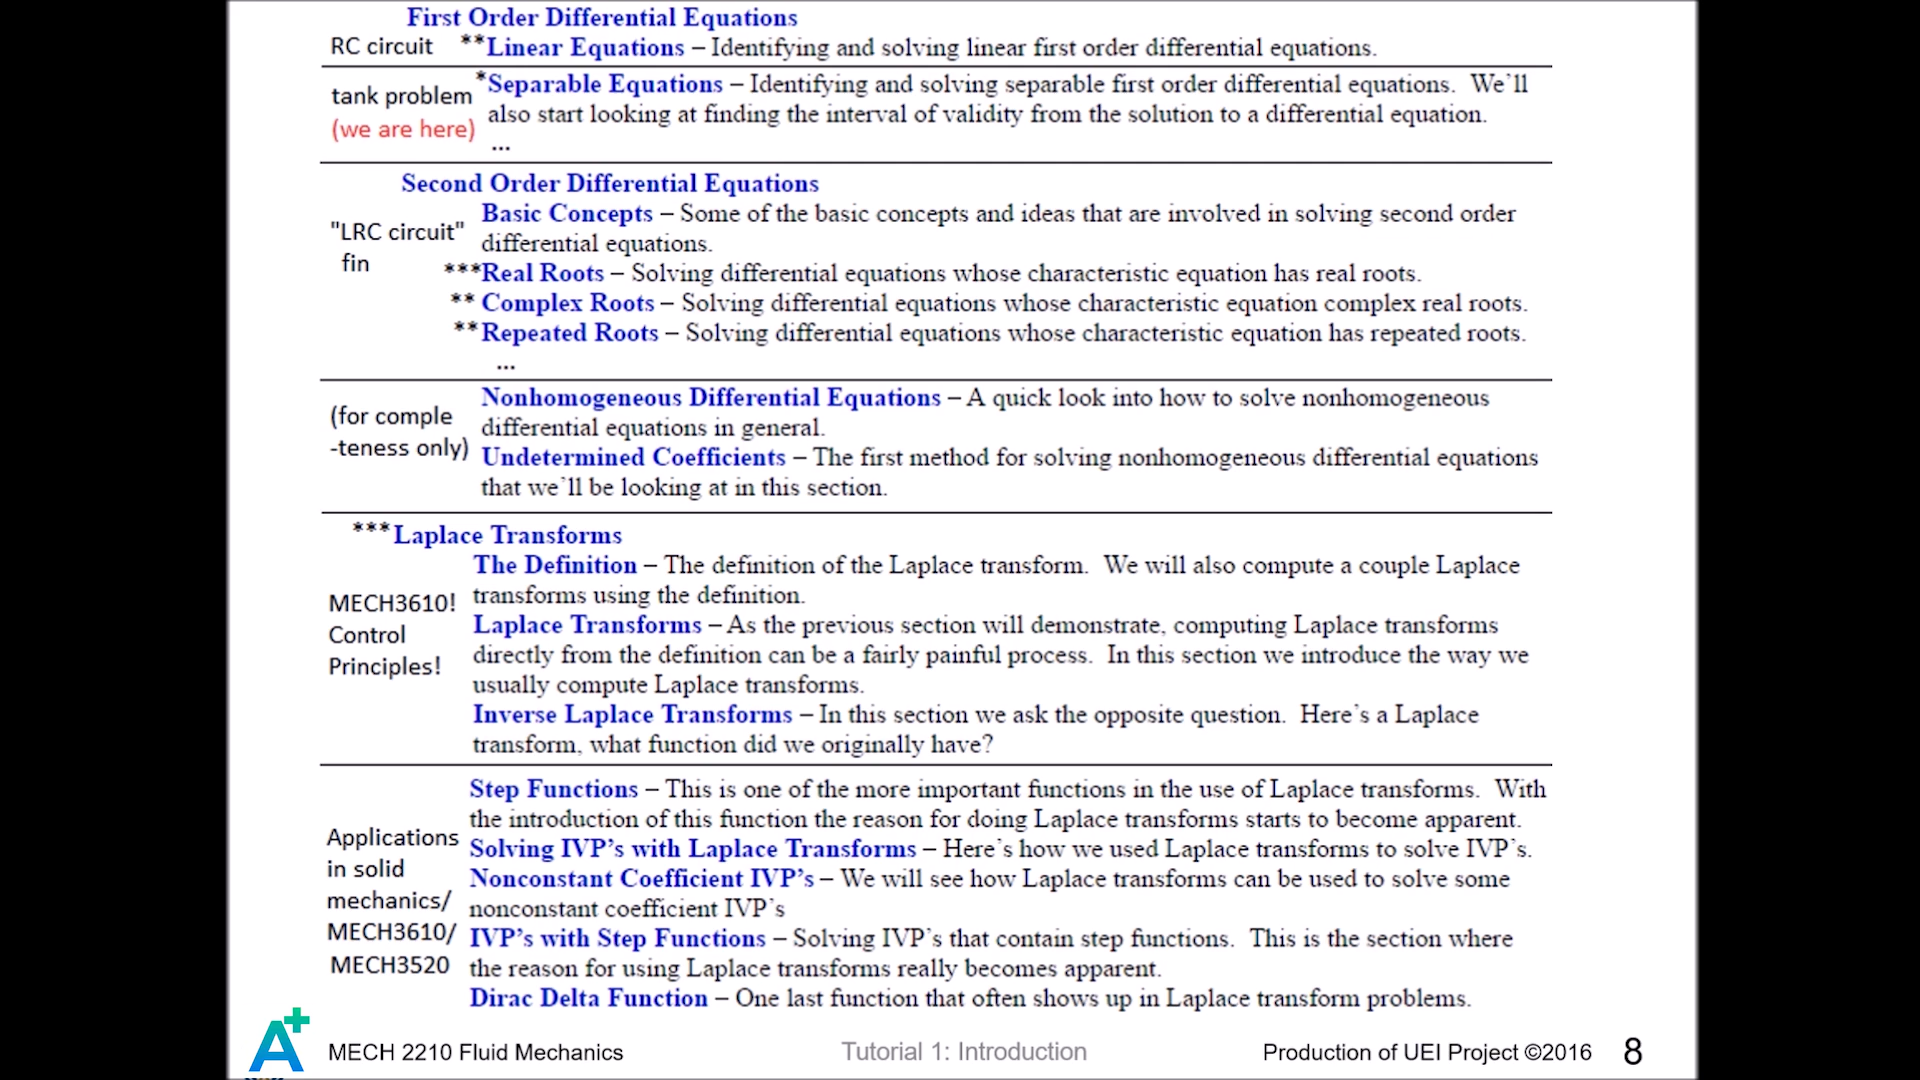 First Order Differential Equations
RC circuit **Linear Equations – Identifying and solving linear first order differential equations.
tank problem *Separable Equations – Identifying and solving separable first order differential equations. We'll
(we are here) also start looking at finding the interval of validity from the solution to a differential equation.
...
Second Order Differential Equations
Basic Concepts – Some of the basic concepts and ideas that are involved in solving second order
"LRC circuit" differential equations.
fin ***Real Roots – Solving differential equations whose characteristic equation has real roots.
** Complex Roots – Solving differential equations whose characteristic equation complex real roots.
**Repeated Roots – Solving differential equations whose characteristic equation has repeated roots.
...
Nonhomogeneous Differential Equations – A quick look into how to solve nonhomogeneous
(for comple differential equations in general.
-teness only) Undetermined Coefficients – The first method for solving nonhomogeneous differential equations
that we'll be looking at in this section.
***Laplace Transforms
The Definition – The definition of the Laplace transform. We will also compute a couple Laplace
MECH3610! transforms using the definition.
Control Laplace Transforms – As the previous section will demonstrate, computing Laplace transforms
Principles! directly from the definition can be a fairly painful process. In this section we introduce the way we
usually compute Laplace transforms.
Inverse Laplace Transforms – In this section we ask the opposite question. Here's a Laplace
transform, what function did we originally have?
Step Functions – This is one of the more important functions in the use of Laplace transforms. With
the introduction of this function the reason for doing Laplace transforms starts to become apparent.
Applications Solving IVP's with Laplace Transforms – Here's how we used Laplace transforms to solve IVP's.
in solid Nonconstant Coefficient IVP's – We will see how Laplace transforms can be used to solve some
mechanics/ nonconstant coefficient IVP's
MECH3610/ IVP's with Step Functions – Solving IVP's that contain step functions. This is the section where
MECH3520 the reason for using Laplace transforms really becomes apparent.
Dirac Delta Function – One last function that often shows up in Laplace transform problems.
A+ MECH 2210 Fluid Mechanics Tutorial 1: Introduction Production of UEI Project ©2016 8